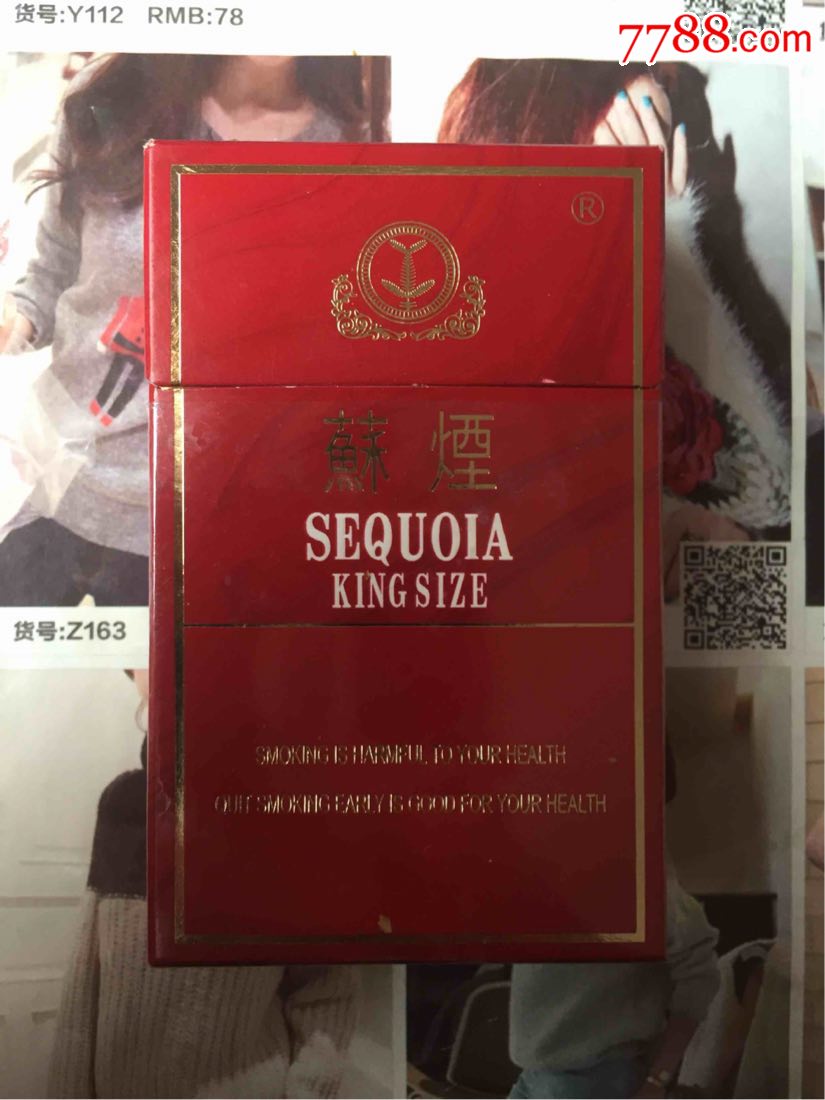 货号:Y112 RMB:78
7788.com
®
蘇煙
SEQUOIA
KING SIZE
货号:Z163
SMOKING IS HARMFUL TO YOUR HEALTH
QUIT SMOKING EARLY IS GOOD FOR YOUR HEALTH